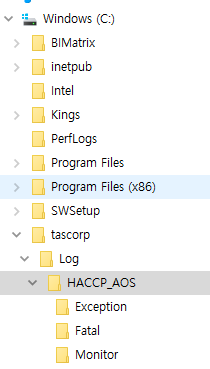 Windows (C:)
BIMatrix
inetpub
Intel
Kings
PerfLogs
Program Files
Program Files (x86)
SWSetup
tascorp
Log
HACCP_AOS
Exception
Fatal
Monitor